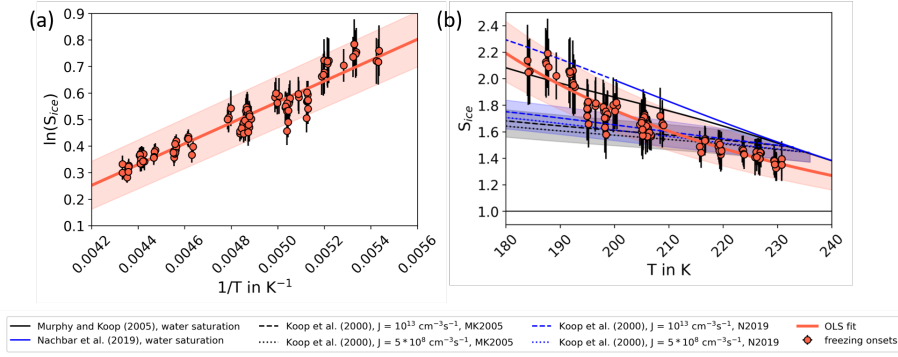 (a)
0.9
0.8
0.7
0.6
0.5
0.4
0.3
0.2
0.1
ln(S_ice)
0.0042
0.0044
0.0046
0.0048
0.0050
0.0052
0.0054
0.0056
1/T in K⁻¹
(b)
2.4
2.2
2.0
1.8
1.6
1.4
1.2
1.0
S_ice
180
190
200
210
220
230
240
T in K
Murphy and Koop (2005), water saturation
Nachbar et al. (2019), water saturation
Koop et al. (2000), J = 10¹³ cm⁻³s⁻¹, MK2005
Koop et al. (2000), J = 5*10⁸ cm⁻³s⁻¹, MK2005
Koop et al. (2000), J = 10¹³ cm⁻³s⁻¹, N2019
Koop et al. (2000), J = 5*10⁸ cm⁻³s⁻¹, N2019
OLS fit
freezing onsets